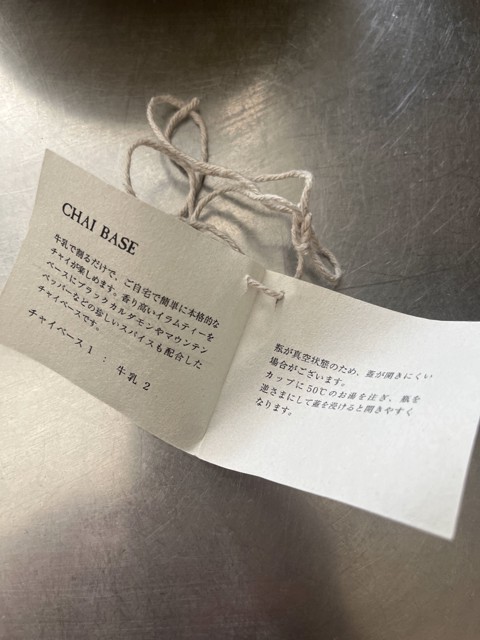 CHAI BASE
牛乳で割るだけで、ご自宅で簡単に本格的な
チャイが楽しめます。香り高いイラムティーを
ベースにブラックカルダモンやマウンテン
ペッパーなどの珍しいスパイスも配合した
チャイベースです。
チャイベース 1 : 牛乳 2
瓶が真空状態のため、蓋が開きにくい
場合がございます。
カップに50℃のお湯を注ぎ、瓶を
逆さまにして蓋を浸けると開きやすく
なります。